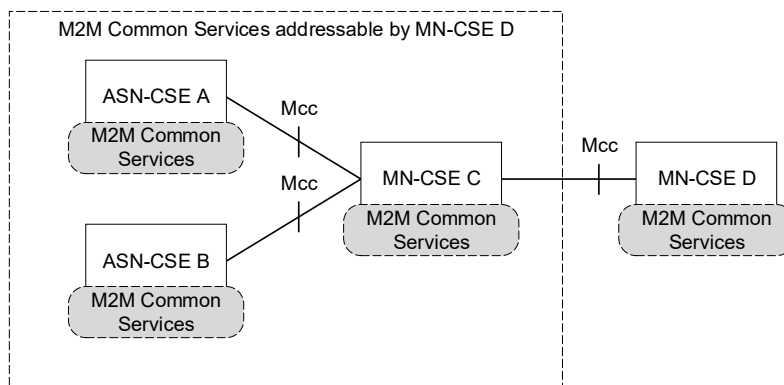 M2M Common Services addressable by MN-CSE D
ASN-CSE A
M2M Common
Services
Mcc
Mcc
ASN-CSE B
M2M Common
Services
MN-CSE C
M2M Common
Services
Mcc
MN-CSE D
M2M Common
Services